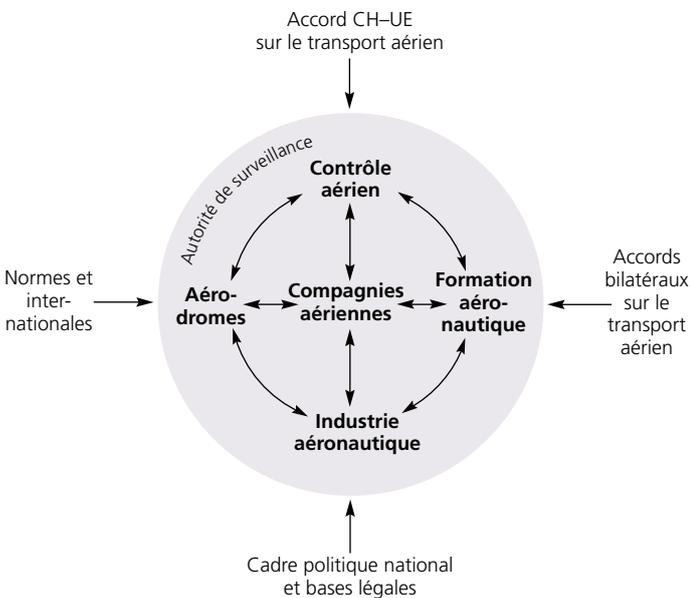 Accord CH–UE
sur le transport aérien
Autorité de surveillance
Contrôle
aérien
Normes et
inter-
nationales
Aéro-
dromes
Compagnies
aériennes
Formation
aéro-
nautique
Accords
bilatéraux
sur le
transport
aérien
Industrie
aéronautique
Cadre politique national
et bases légales